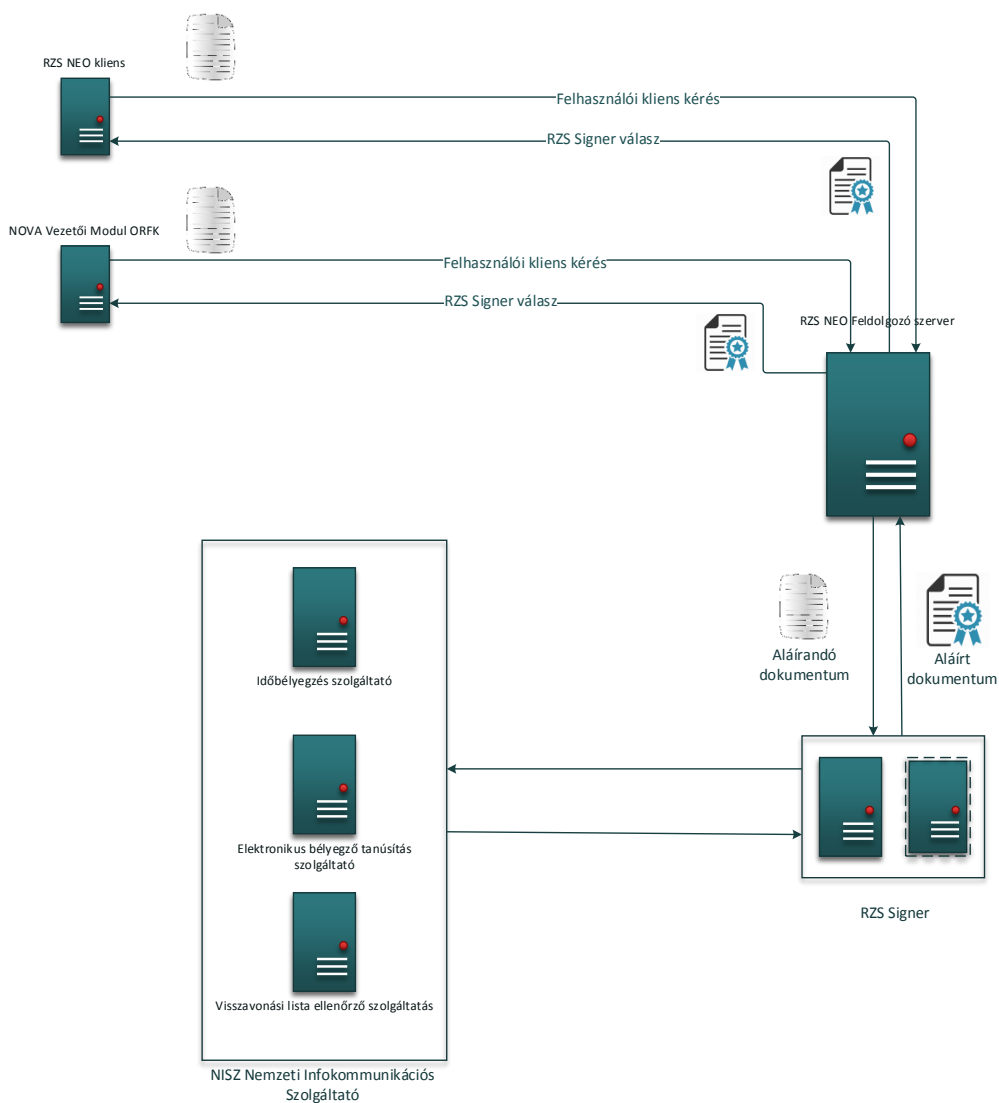 RZS NEO kliens
Felhasználói kliens kérés
RZS Signer válasz
NOVA Vezetői Modul ORFK
Felhasználói kliens kérés
RZS Signer válasz
RZS NEO Feldolgozó szerver
Aláírandó
dokumentum
Aláírt
dokumentum
Időbélyegzés szolgáltató
Elektronikus bélyegző tanúsítás
szolgáltató
Visszavonási lista ellenőrző szolgáltatás
RZS Signer
NISZ Nemzeti Infokommunikációs
Szolgáltató